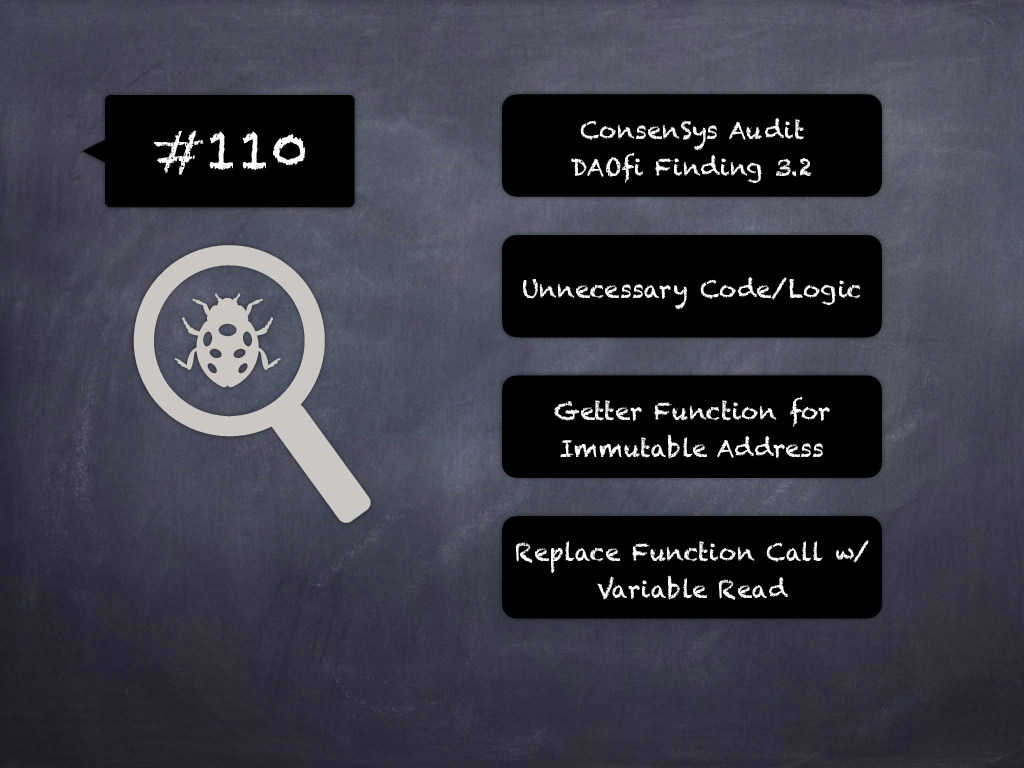 #110
ConsenSys Audit
DAOfi Finding 3.2
Unnecessary Code/Logic
Getter Function for
Immutable Address
Replace Function Call w/
Variable Read